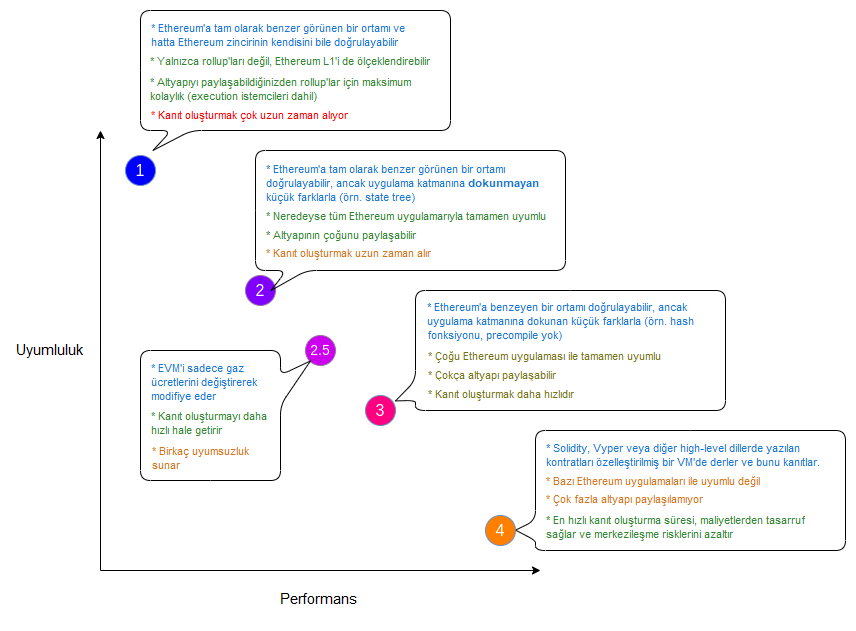 * Ethereum'a tam olarak benzer görünen bir ortamı ve
hatta Ethereum zincirinin kendisini bile doğrulayabilir
* Yalnızca rollup'ları değil, Ethereum L1'i de ölçeklendirebilir
* Altyapıyı paylaşabildiğinizden rollup'lar için maksimum
kolaylık (execution istemcileri dahil)
* Kanıt oluşturmak çok uzun zaman alıyor
1
* Ethereum'a tam olarak benzer görünen bir ortamı
doğrulayabilir, ancak uygulama katmanına dokunmayan
küçük farklarla (örn. state tree)
* Neredeyse tüm Ethereum uygulamarıyla tamamen uyumlu
* Altyapının çoğunu paylaşabilir
* Kanıt oluşturmak uzun zaman alır
2
* Ethereum'a benzeyen bir ortamı doğrulayabilir, ancak
uygulama katmanına dokunan küçük farklarla (örn. hash
fonksiyonu, precompile yok)
* Çoğu Ethereum uygulaması ile tamamen uyumlu
* Çokça altyapı paylaşabilir
* Kanıt oluşturmak daha hızlıdır
Uyumluluk
2.5
* EVM'i sadece gaz
ücretlerini değiştirerek
modifiye eder
* Kanıt oluşturmayı daha
hızlı hale getirir
* Birkaç uyumsuzluk
sunar
3
* Solidity, Vyper veya diğer high-level dillerde yazılan
kontratları özelleştirilmiş bir VM'de derler ve bunu kanıtlar.
* Bazı Ethereum uygulamaları ile uyumlu değil
* Çok fazla altyapı paylaşılamıyor
* En hızlı kanıt oluşturma süresi, maliyetlerden tasarruf
sağlar ve merkezileşme risklerini azaltır
4
Performans